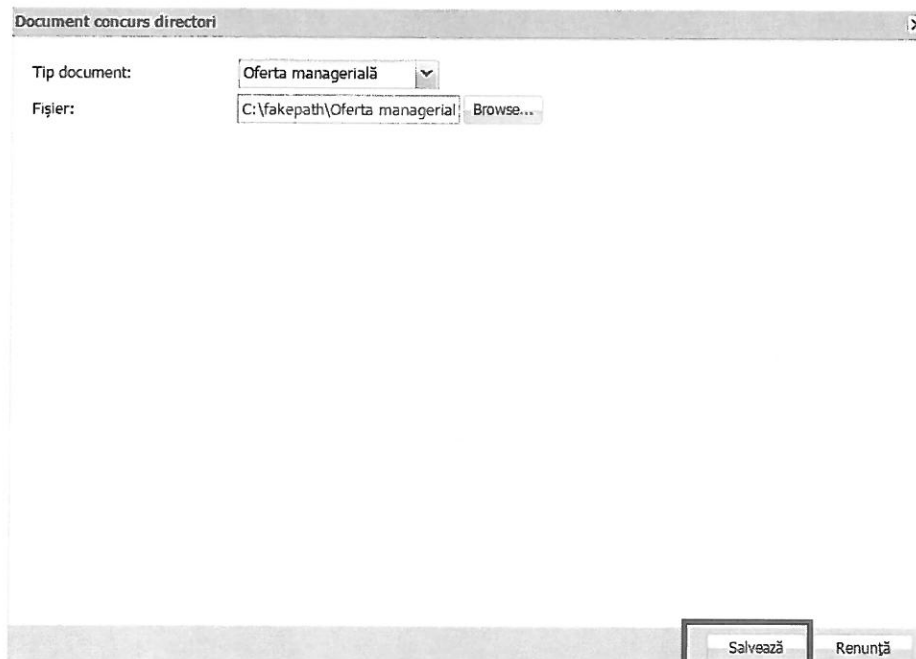 Document concurs directori
Tip document: Oferta managerială
Fişier: C:\fakepath\Oferta managerial Browse...
Salvează Renunţă